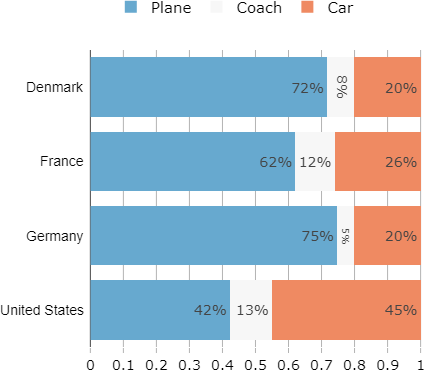 Plane Coach Car
Denmark 72% 8% 20%
France 62% 12% 26%
Germany 75% 5% 20%
United States 42% 13% 45%
0 0.1 0.2 0.3 0.4 0.5 0.6 0.7 0.8 0.9 1